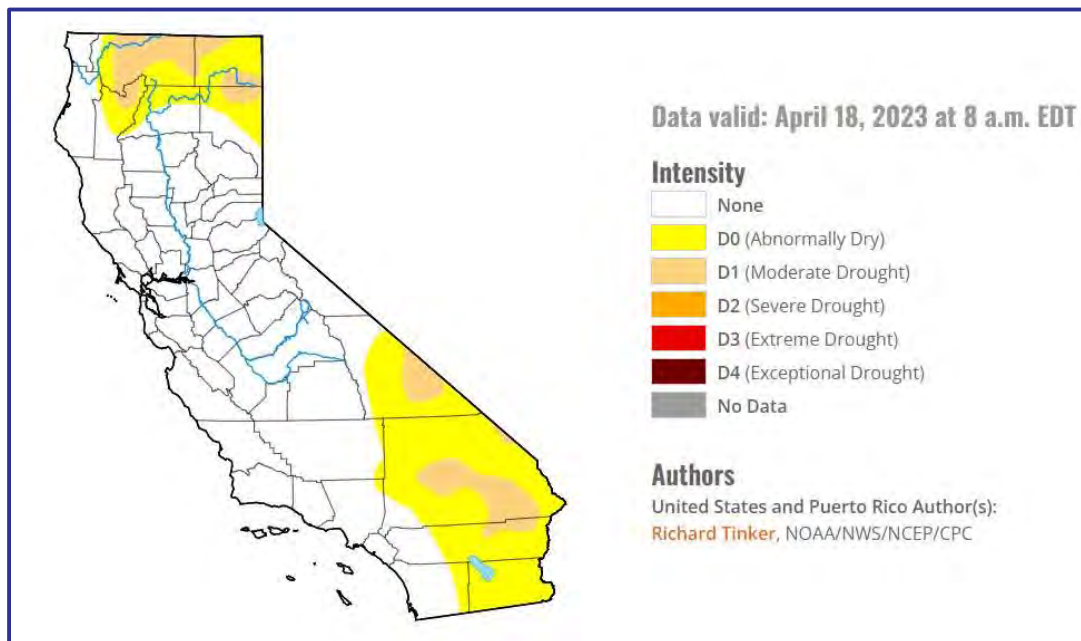 Data valid: April 18, 2023 at 8 a.m. EDT
Intensity
None
D0 (Abnormally Dry)
D1 (Moderate Drought)
D2 (Severe Drought)
D3 (Extreme Drought)
D4 (Exceptional Drought)
No Data
Authors
United States and Puerto Rico Author(s):
Richard Tinker, NOAA/NWS/NCEP/CPC